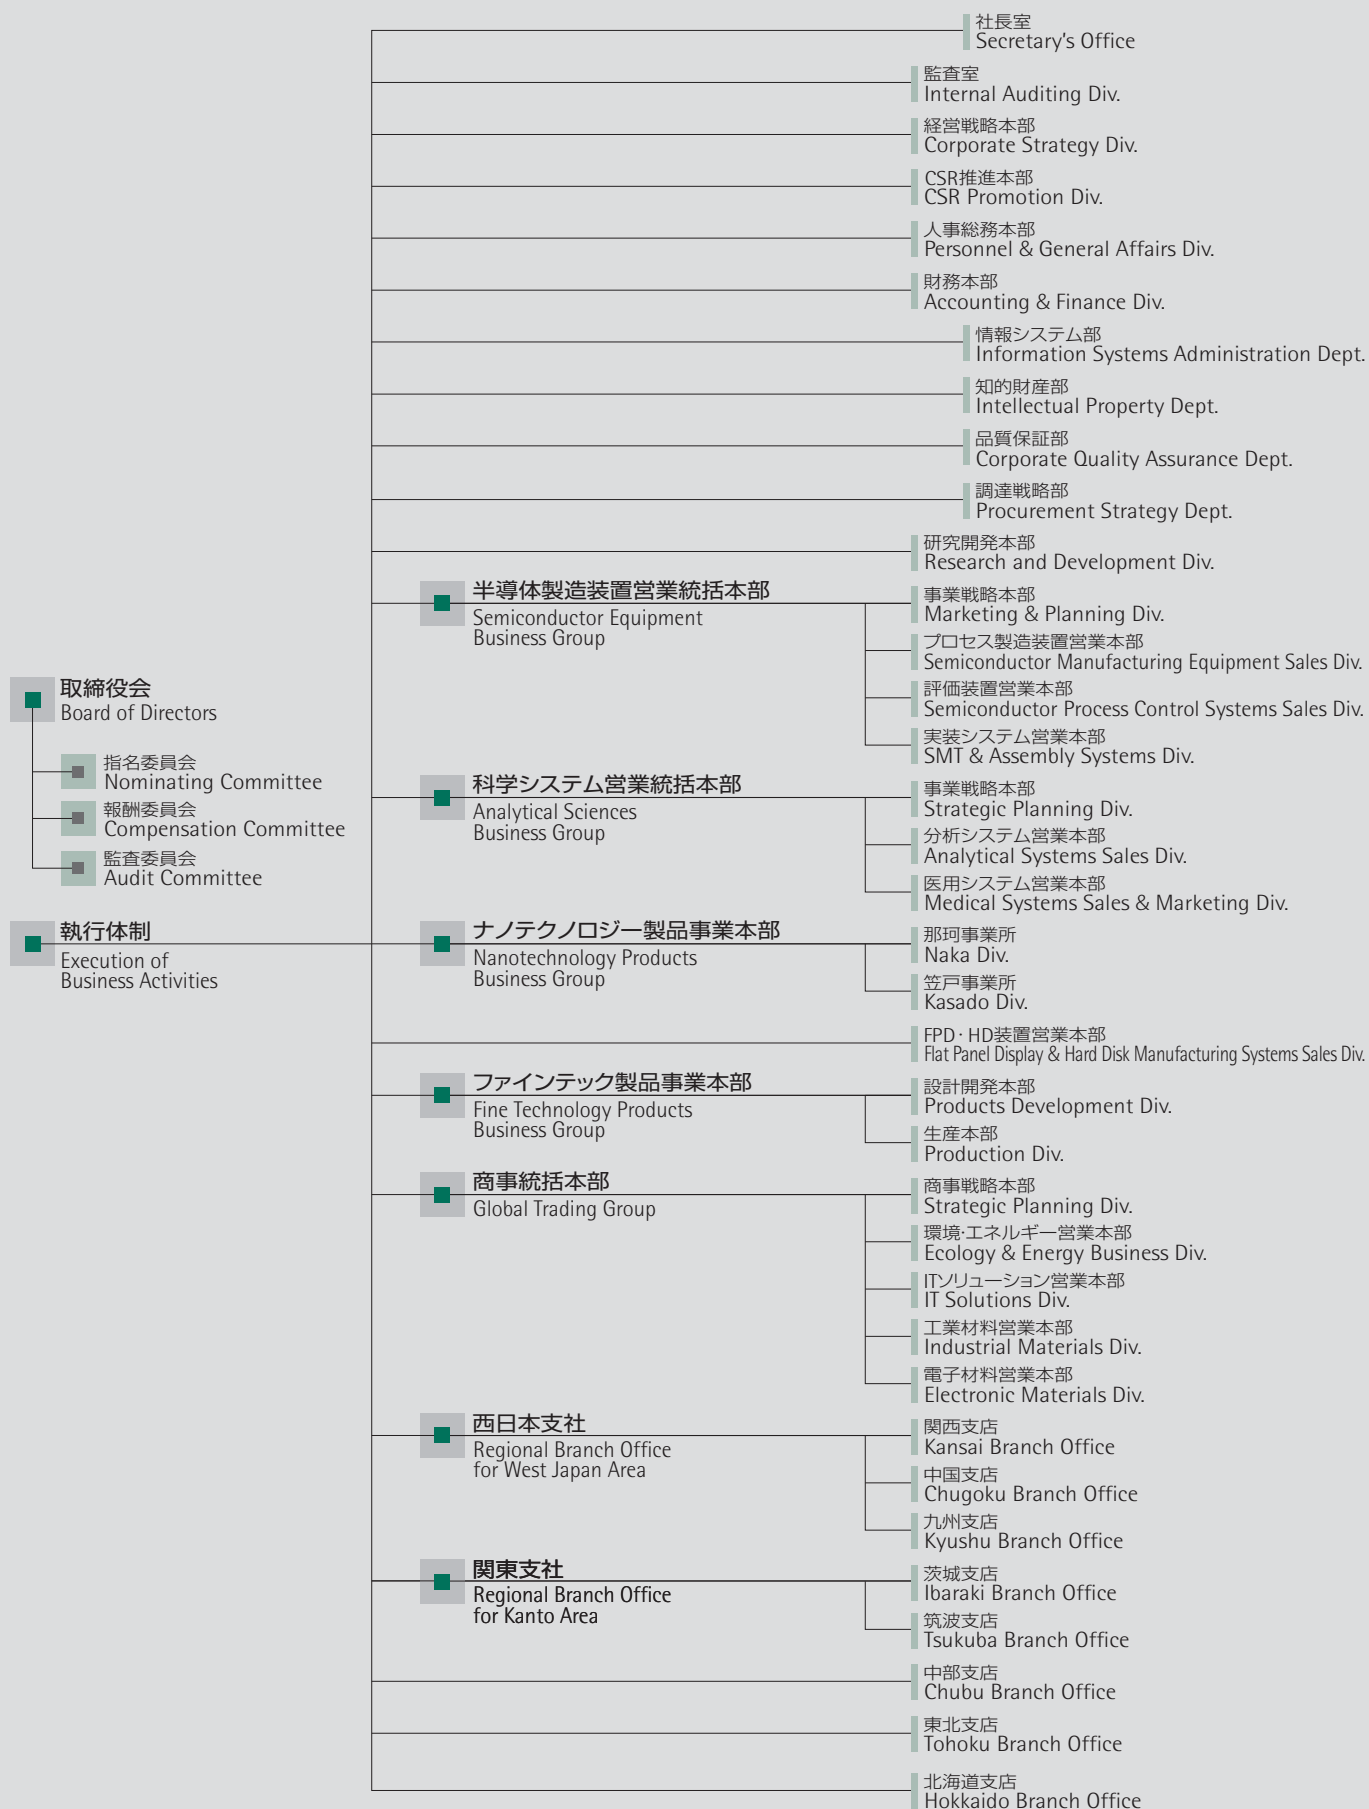 社長室
Secretary's Office
監査室
Internal Auditing Div.
経営戦略本部
Corporate Strategy Div.
CSR推進本部
CSR Promotion Div.
人事総務本部
Personnel & General Affairs Div.
財務本部
Accounting & Finance Div.
情報システム部
Information Systems Administration Dept.
知的財産部
Intellectual Property Dept.
品質保証部
Corporate Quality Assurance Dept.
調達戦略部
Procurement Strategy Dept.
研究開発本部
Research and Development Div.
半導体製造装置営業統括本部
Semiconductor Equipment
Business Group
事業戦略本部
Marketing & Planning Div.
プロセス製造装置営業本部
Semiconductor Manufacturing Equipment Sales Div.
評価装置営業本部
Semiconductor Process Control Systems Sales Div.
実装システム営業本部
SMT & Assembly Systems Div.
取締役会
Board of Directors
指名委員会
Nominating Committee
報酬委員会
Compensation Committee
監査委員会
Audit Committee
科学システム営業統括本部
Analytical Sciences
Business Group
事業戦略本部
Strategic Planning Div.
分析システム営業本部
Analytical Systems Sales Div.
医用システム営業本部
Medical Systems Sales & Marketing Div.
執行体制
Execution of
Business Activities
ナノテクノロジー製品事業本部
Nanotechnology Products
Business Group
那珂事業所
Naka Div.
笠戸事業所
Kasado Div.
FPD・HD装置営業本部
Flat Panel Display & Hard Disk Manufacturing Systems Sales Div.
ファインテック製品事業本部
Fine Technology Products
Business Group
設計開発本部
Products Development Div.
生産本部
Production Div.
商事統括本部
Global Trading Group
商事戦略本部
Strategic Planning Div.
環境・エネルギー営業本部
Ecology & Energy Business Div.
ITソリューション営業本部
IT Solutions Div.
工業材料営業本部
Industrial Materials Div.
電子材料営業本部
Electronic Materials Div.
西日本支社
Regional Branch Office
for West Japan Area
関西支店
Kansai Branch Office
中国支店
Chugoku Branch Office
九州支店
Kyushu Branch Office
関東支社
Regional Branch Office
for Kanto Area
茨城支店
Ibaraki Branch Office
筑波支店
Tsukuba Branch Office
中部支店
Chubu Branch Office
東北支店
Tohoku Branch Office
北海道支店
Hokkaido Branch Office